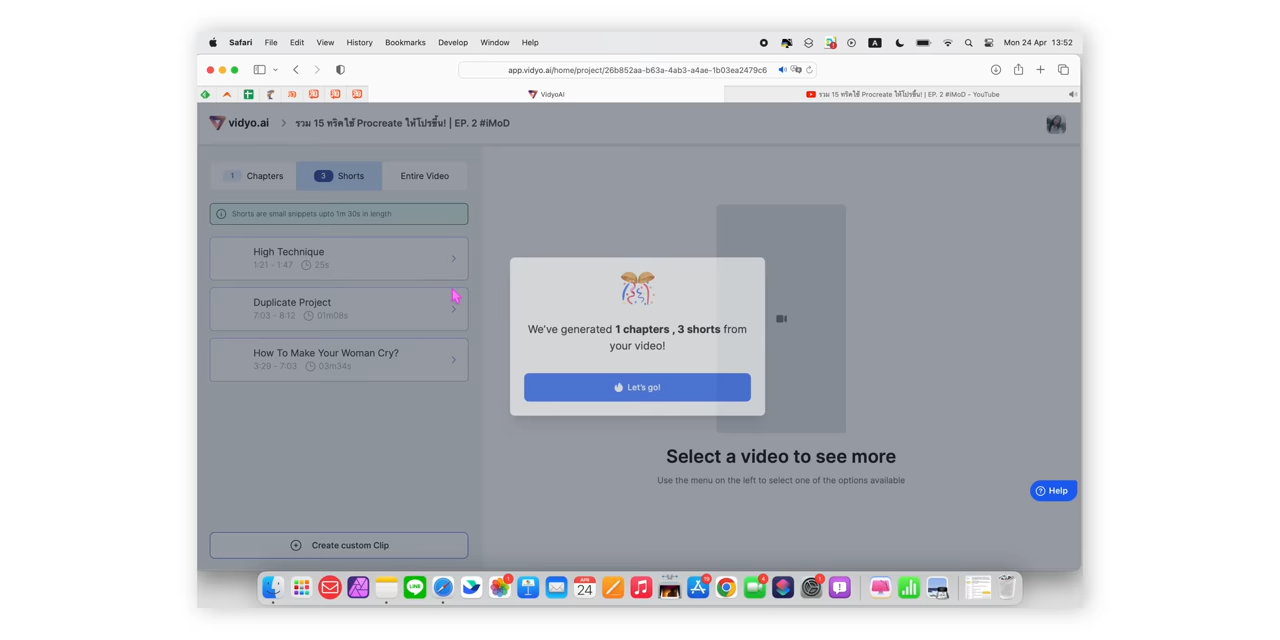 Safari File Edit View History Bookmarks Develop Window Help
A
Mon 24 Apr 13:52
app.vidyo.ai/home/project/26b852aa-b63a-4ab3-a4ae-1b03ea2479c6
VidyoAI
รวม 15 ทริคใช้ Procreate ให้โปรขึ้น! | EP. 2 #iMoD - YouTube
vidyo.ai
รวม 15 ทริคใช้ Procreate ให้โปรขึ้น! | EP. 2 #iMoD
1 Chapters
3 Shorts
Entire Video
Shorts are small snippets upto 1m 30s in length
High Technique
1:21 - 1:47 25s
Duplicate Project
7:03 - 8:12 01m08s
How To Make Your Woman Cry?
3:29 - 7:03 03m34s
Create custom Clip
We've generated 1 chapters , 3 shorts from
your video!
Let's go!
Select a video to see more
Use the menu on the left to select one of the options available
Help
LINE
1
APR
24
19
4
1